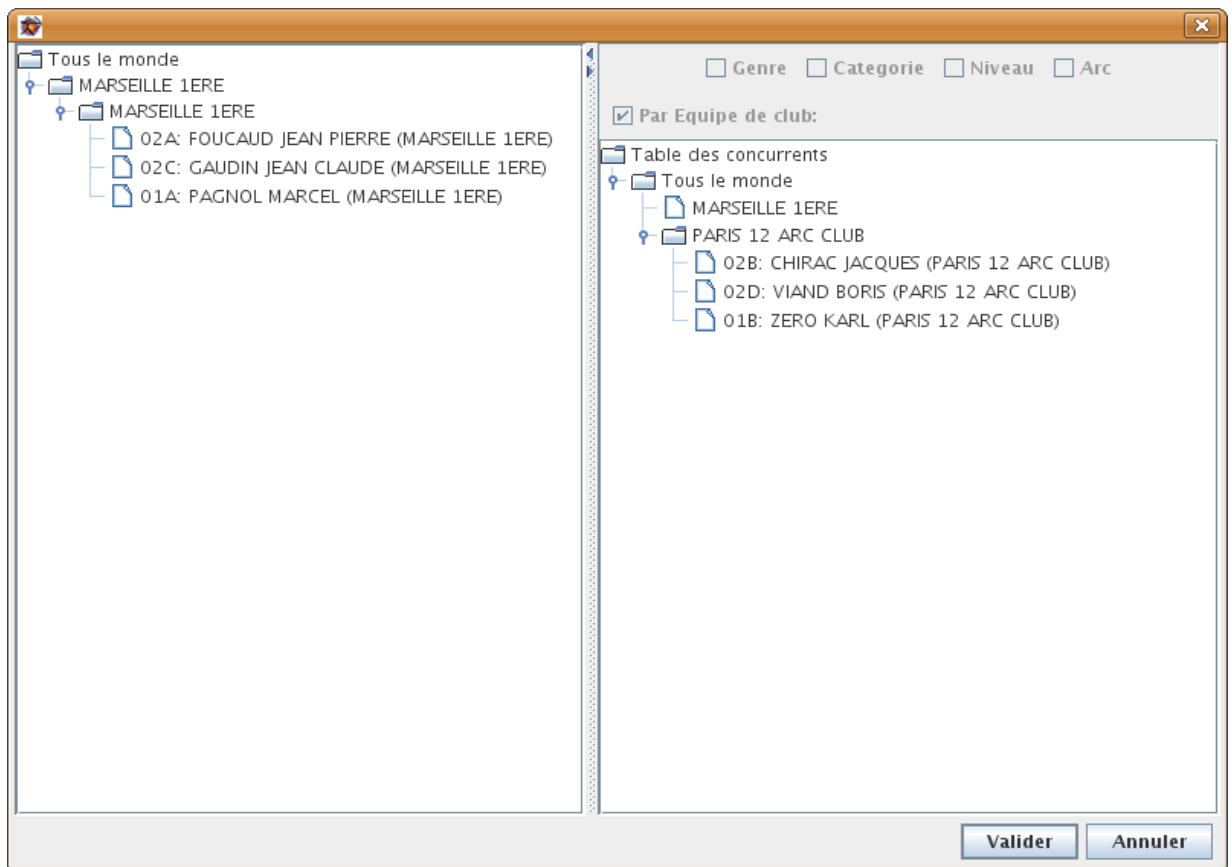 Tous le monde
MARSEILLE 1ERE
MARSEILLE 1ERE
02A: FOUCAUD JEAN PIERRE (MARSEILLE 1ERE)
02C: GAUDIN JEAN CLAUDE (MARSEILLE 1ERE)
01A: PAGNOL MARCEL (MARSEILLE 1ERE)
Genre Categorie Niveau Arc
Par Equipe de club:
Table des concurrents
Tous le monde
MARSEILLE 1ERE
PARIS 12 ARC CLUB
02B: CHIRAC JACQUES (PARIS 12 ARC CLUB)
02D: VIAND BORIS (PARIS 12 ARC CLUB)
01B: ZERO KARL (PARIS 12 ARC CLUB)
Valider Annuler